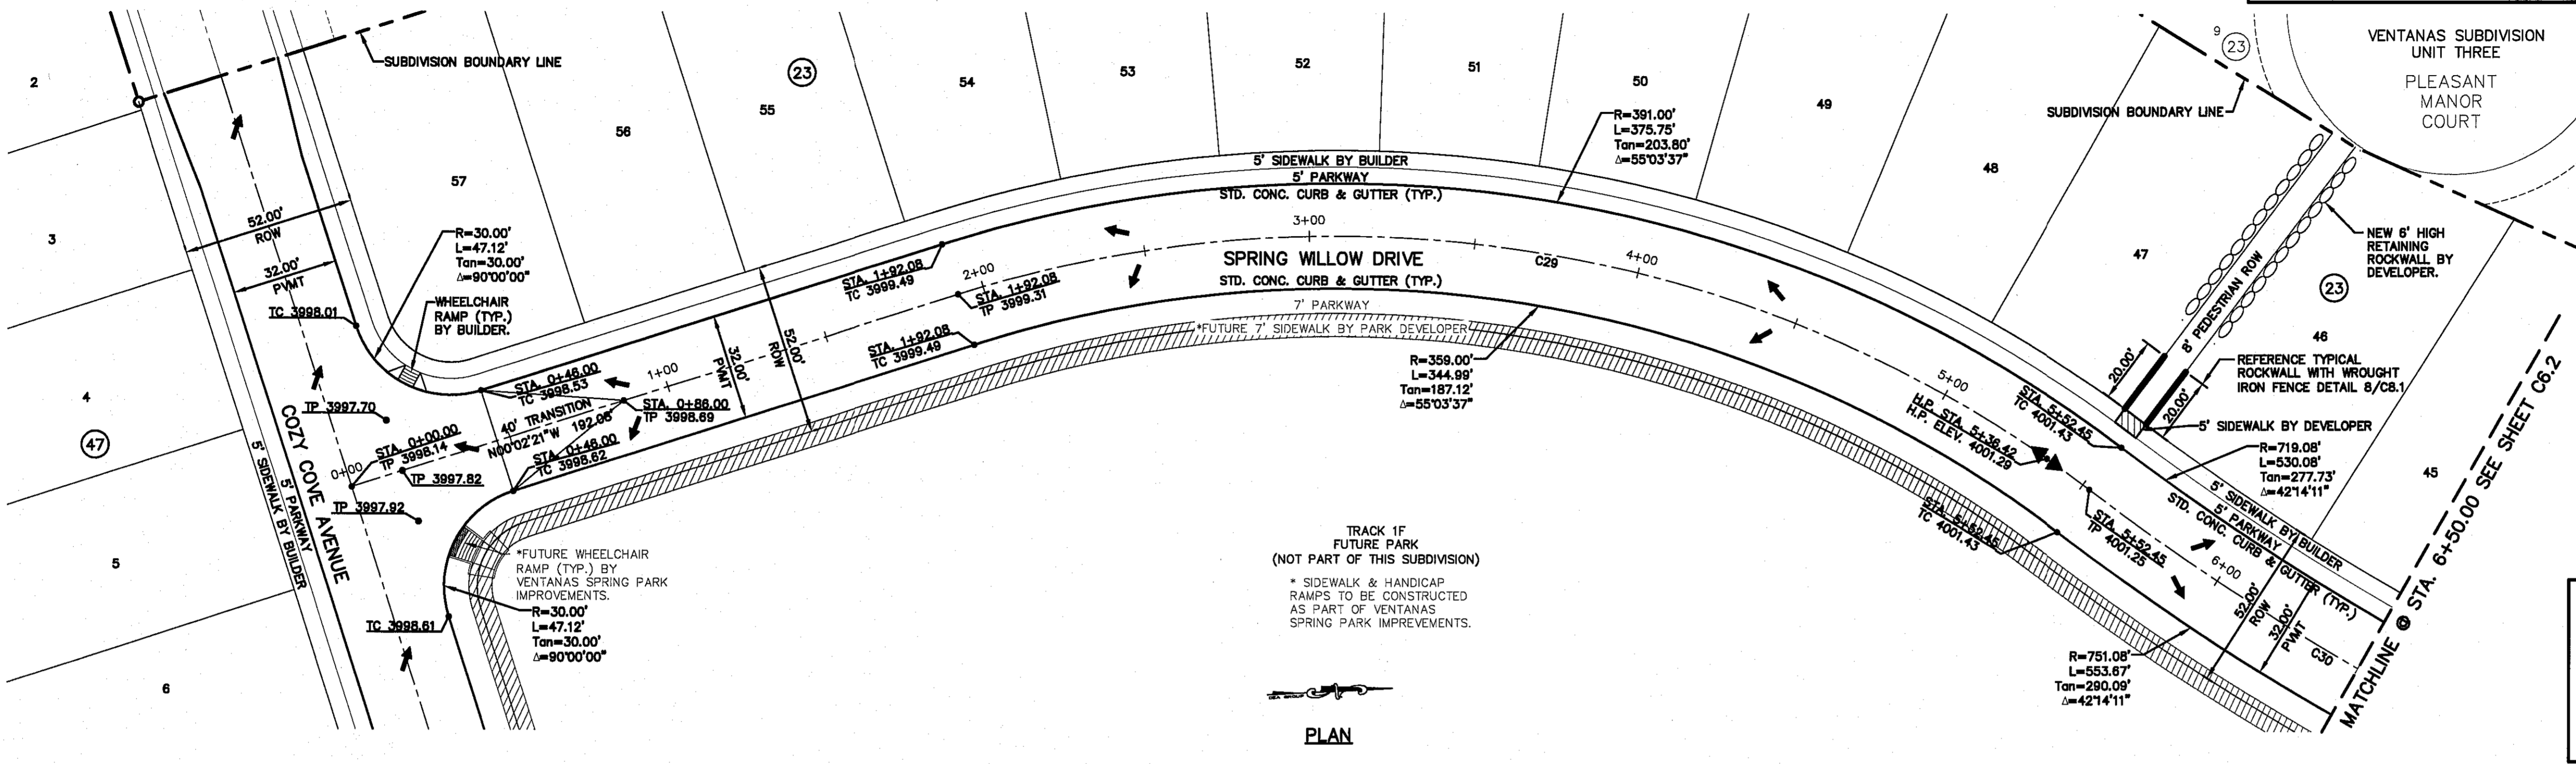 2
3
4
47
5
6
SUBDIVISION BOUNDARY LINE
57
56
55
23
54
53
52
51
50
49
48
47
46
45
23
9
23
VENTANAS SUBDIVISION
UNIT THREE
PLEASANT
MANOR
COURT
SUBDIVISION BOUNDARY LINE
52.00'
ROW
32.00'
PVMT
TC 3998.01
R=30.00'
L=47.12'
Tan=30.00'
Δ=90°00'00"
WHEELCHAIR
RAMP (TYP.)
BY BUILDER.
TP 3997.70
STA. 0+00.00
TP 3998.14
0+00
TP 3997.82
TP 3997.92
COZY COVE AVENUE
5' PARKWAY
5' SIDEWALK BY BUILDER
STA. 0+46.00
TC 3998.53
40' TRANSITION
N00°02'21"W 192.08'
STA. 0+46.00
TC 3998.62
1+00
STA. 0+86.00
TP 3998.69
32.00'
PVMT
52.00'
ROW
STA. 1+92.08
TC 3999.49
2+00
STA. 1+92.08
TP 3999.31
STA. 1+92.08
TC 3999.49
5' SIDEWALK BY BUILDER
5' PARKWAY
STD. CONC. CURB & GUTTER (TYP.)
3+00
SPRING WILLOW DRIVE
STD. CONC. CURB & GUTTER (TYP.)
7' PARKWAY
*FUTURE 7' SIDEWALK BY PARK DEVELOPER
R=391.00'
L=375.75'
Tan=203.80'
Δ=55°03'37"
C29
4+00
R=359.00'
L=344.99'
Tan=187.12'
Δ=55°03'37"
5+00
H.P. STA. 5+36.42
H.P. ELEV. 4001.29
STA. 5+52.45
TC 4001.43
STA. 5+52.45
TP 4001.25
STA. 5+52.45
TC 4001.43
20.00'
8' PEDESTRIAN ROW
20.00'
NEW 6' HIGH
RETAINING
ROCKWALL BY
DEVELOPER.
REFERENCE TYPICAL
ROCKWALL WITH WROUGHT
IRON FENCE DETAIL 8/C8.1
5' SIDEWALK BY DEVELOPER
R=719.08'
L=530.08'
Tan=277.73'
Δ=42°14'11"
5' SIDEWALK BY BUILDER
5' PARKWAY
STD. CONC. CURB & GUTTER (TYP.)
6+00
52.00'
ROW
32.00'
PVMT
C30
R=751.08'
L=553.67'
Tan=290.09'
Δ=42°14'11"
MATCHLINE @ STA. 6+50.00 SEE SHEET C6.2
*FUTURE WHEELCHAIR
RAMP (TYP.) BY
VENTANAS SPRING PARK
IMPROVEMENTS.
R=30.00'
L=47.12'
Tan=30.00'
Δ=90°00'00"
TC 3998.61
TRACK 1F
FUTURE PARK
(NOT PART OF THIS SUBDIVISION)
* SIDEWALK & HANDICAP
RAMPS TO BE CONSTRUCTED
AS PART OF VENTANAS
SPRING PARK IMPREVEMENTS.
PLAN